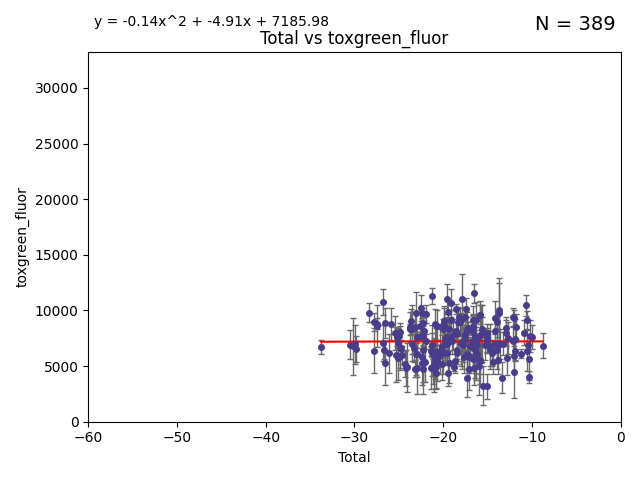 y = -0.14x^2 + -4.91x + 7185.98
N = 389
Total vs toxgreen_fluor
30000
25000
20000
15000
10000
5000
0
toxgreen_fluor
−60 −50 −40 −30 −20 −10 0
Total